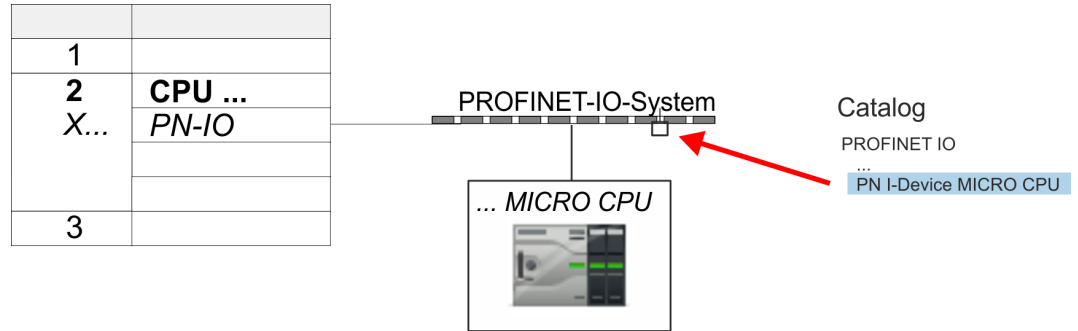 1
2 CPU ...
X... PN-IO
3
PROFINET-IO-System
... MICRO CPU
Catalog
PROFINET IO
...
PN I-Device MICRO CPU